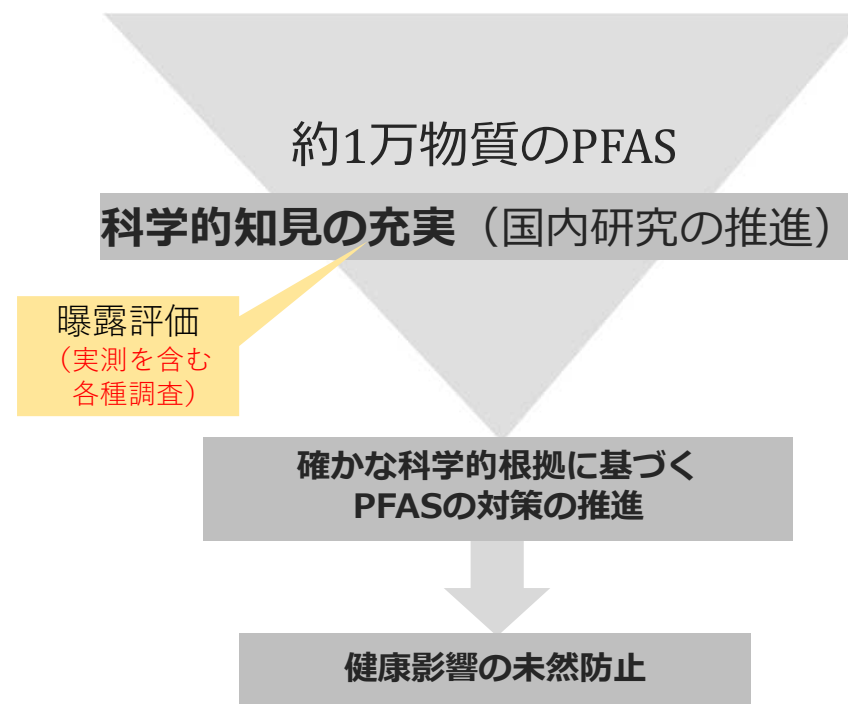 約1万物質のPFAS
科学的知見の充実（国内研究の推進）
曝露評価
（実測を含む
各種調査）
確かな科学的根拠に基づく
PFASの対策の推進
健康影響の未然防止